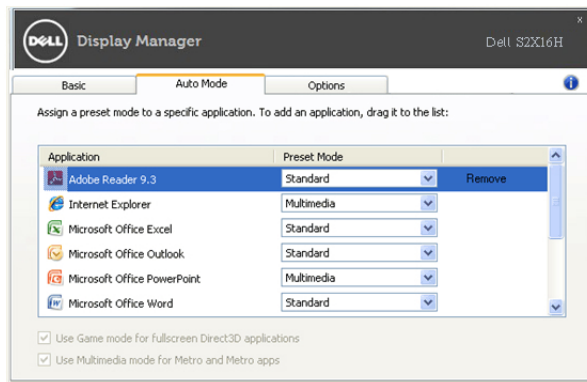 DELL Display Manager Dell S2X16H
x
Basic Auto Mode Options i
Assign a preset mode to a specific application. To add an application, drag it to the list:
Application Preset Mode
Adobe Reader 9.3 Standard Remove
Internet Explorer Multimedia
Microsoft Office Excel Standard
Microsoft Office Outlook Standard
Microsoft Office PowerPoint Multimedia
Microsoft Office Word Standard
Use Game mode for fullscreen Direct3D applications
Use Multimedia mode for Metro and Metro apps